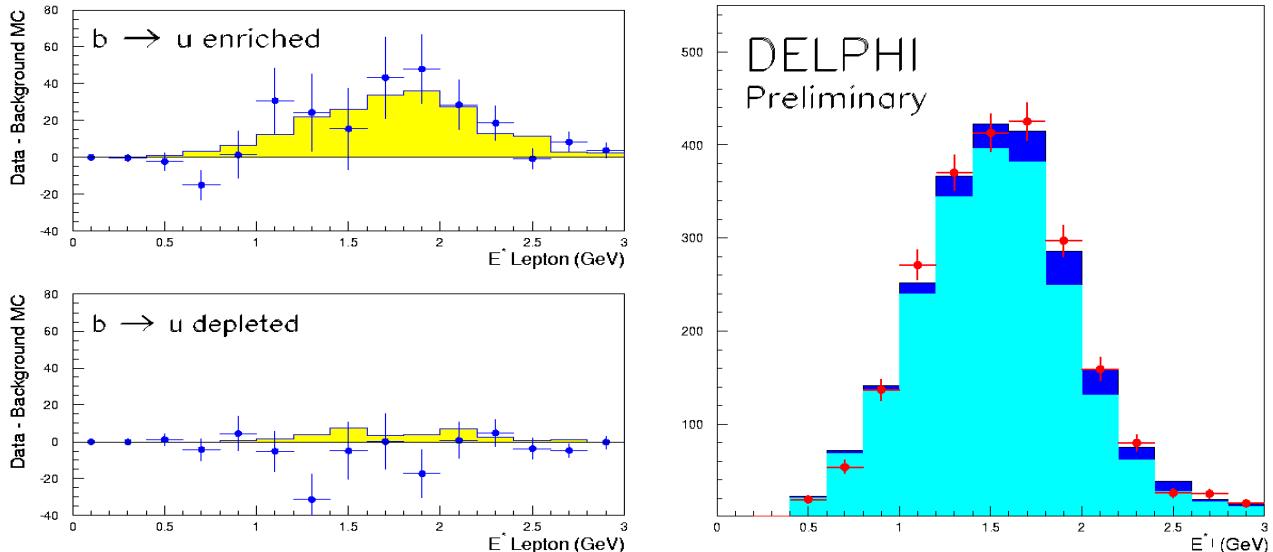 b → u enriched
Data - Background MC
80
60
40
20
0
-20
-40
0 0.5 1 1.5 2 2.5 3
E* Lepton (GeV)
b → u depleted
Data - Background MC
80
60
40
20
0
-20
-40
0 0.5 1 1.5 2 2.5 3
E* Lepton (GeV)
DELPHI
Preliminary
500
400
300
200
100
0.5 1 1.5 2 2.5 3
E* l (GeV)